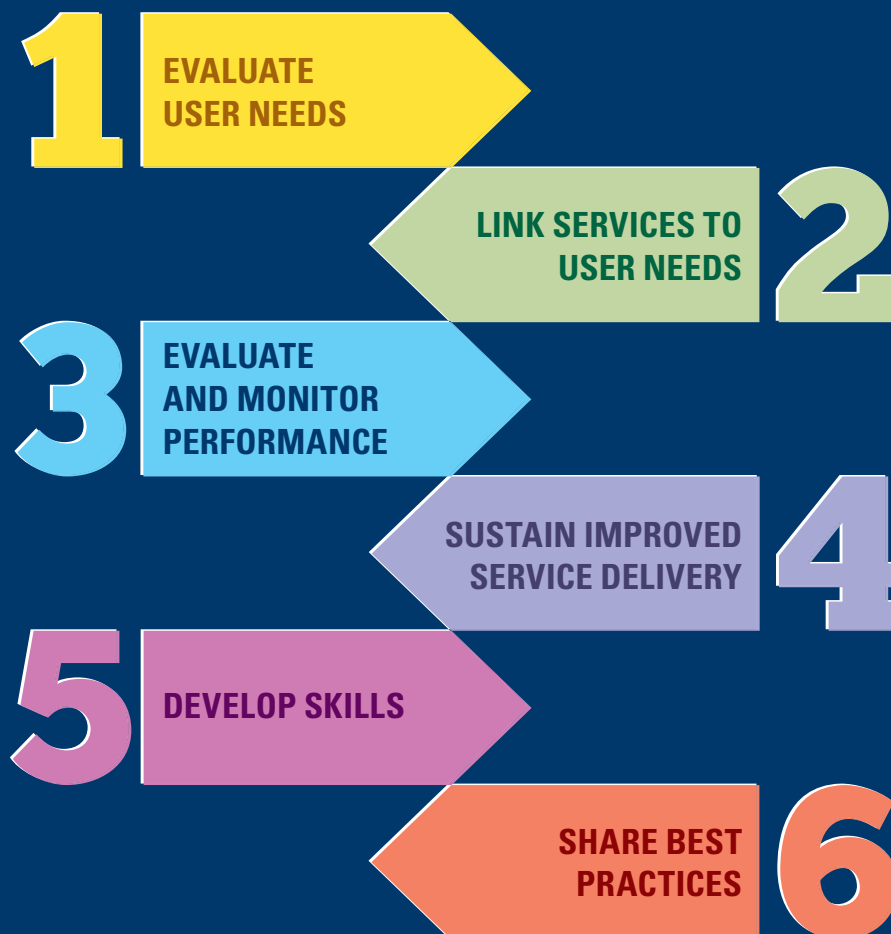 1
EVALUATE
USER NEEDS
LINK SERVICES TO
USER NEEDS
2
3
EVALUATE
AND MONITOR
PERFORMANCE
SUSTAIN IMPROVED
SERVICE DELIVERY
4
5
DEVELOP SKILLS
SHARE BEST
PRACTICES
6